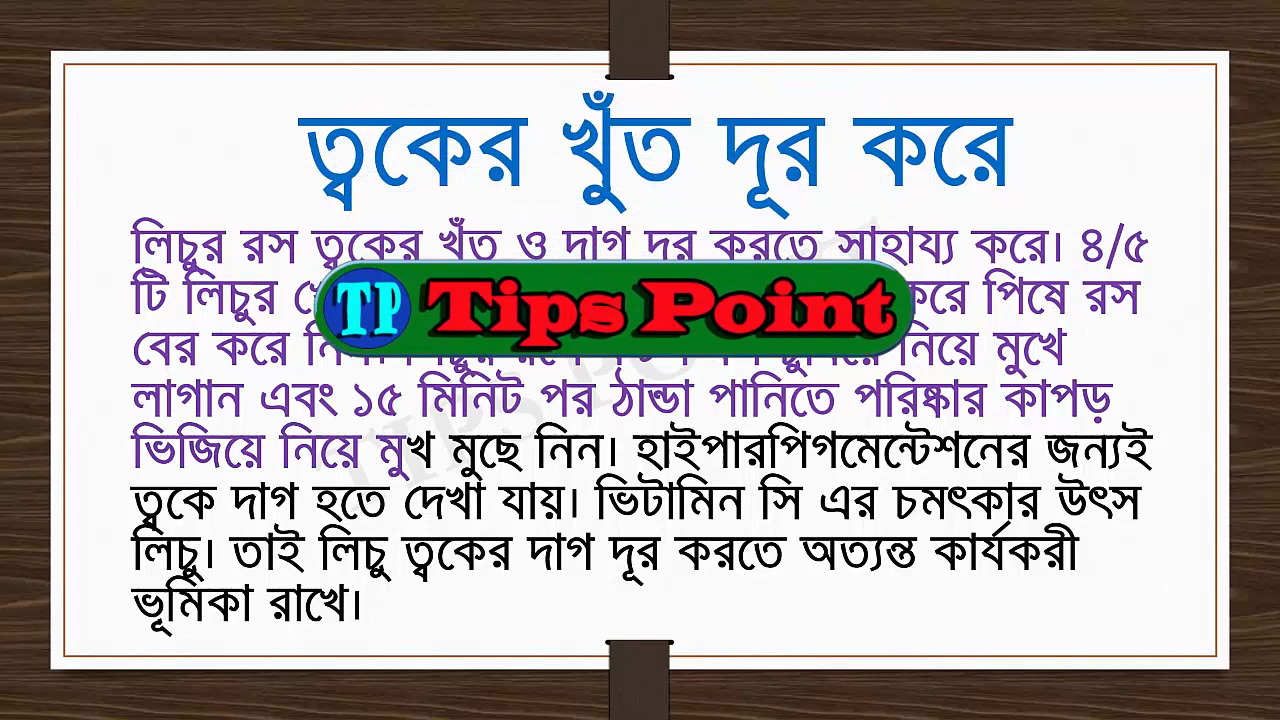 ত্বকের খুঁত দূর করে
লিচুর রস ত্বকের খুঁত ও দাগ দূর করতে সাহায্য করে। ৪/৫
টি লিচুর করে পিষে রস
TP Tips Point
বের করে নিয়ে মুখে
লাগান এবং ১৫ মিনিট পর ঠান্ডা পানিতে পরিষ্কার কাপড়
ভিজিয়ে নিয়ে মুখ মুছে নিন। হাইপারপিগমেন্টেশনের জন্যই
ত্বকে দাগ হতে দেখা যায়। ভিটামিন সি এর চমৎকার উৎস
লিচু। তাই লিচু ত্বকের দাগ দূর করতে অত্যন্ত কার্যকরী
ভূমিকা রাখে।